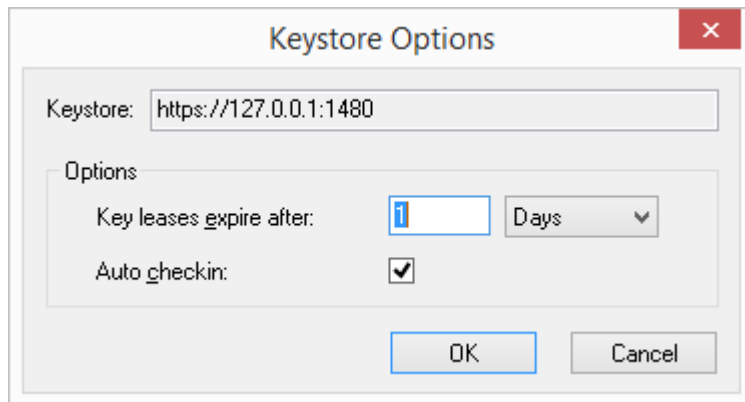 Keystore Options
Keystore: https://127.0.0.1:1480
Options
Key leases expire after: 1 Days
Auto checkin:
OK Cancel